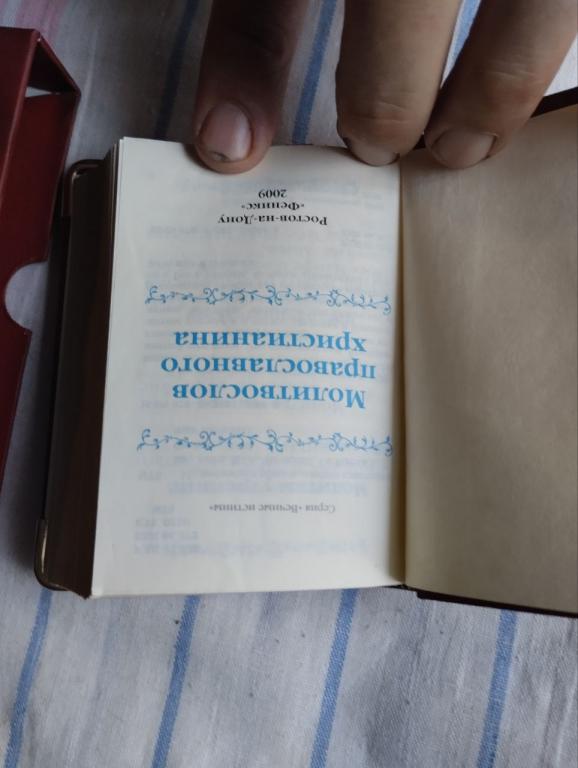 Серия «Вечные истины»
Молитвослов
православного
христианина
Ростов-на-Дону
«Феникс»
2009